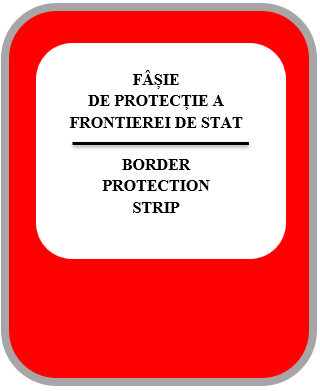 FÂȘIE
DE PROTECȚIE A
FRONTIEREI DE STAT
BORDER
PROTECTION
STRIP